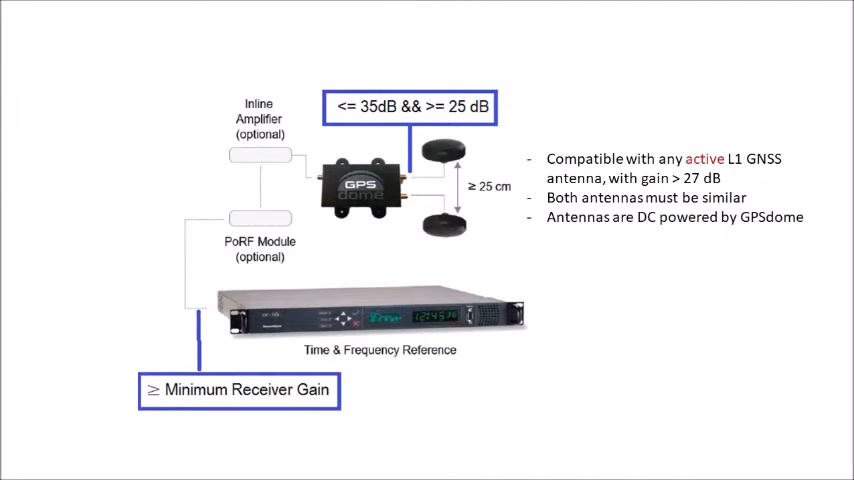 <= 35dB && >= 25 dB
Inline
Amplifier
(optional)
GPS
dome
≥ 25 cm
PoRF Module
(optional)
- Compatible with any active L1 GNSS
antenna, with gain > 27 dB
- Both antennas must be similar
- Antennas are DC powered by GPSdome
Time & Frequency Reference
≥ Minimum Receiver Gain